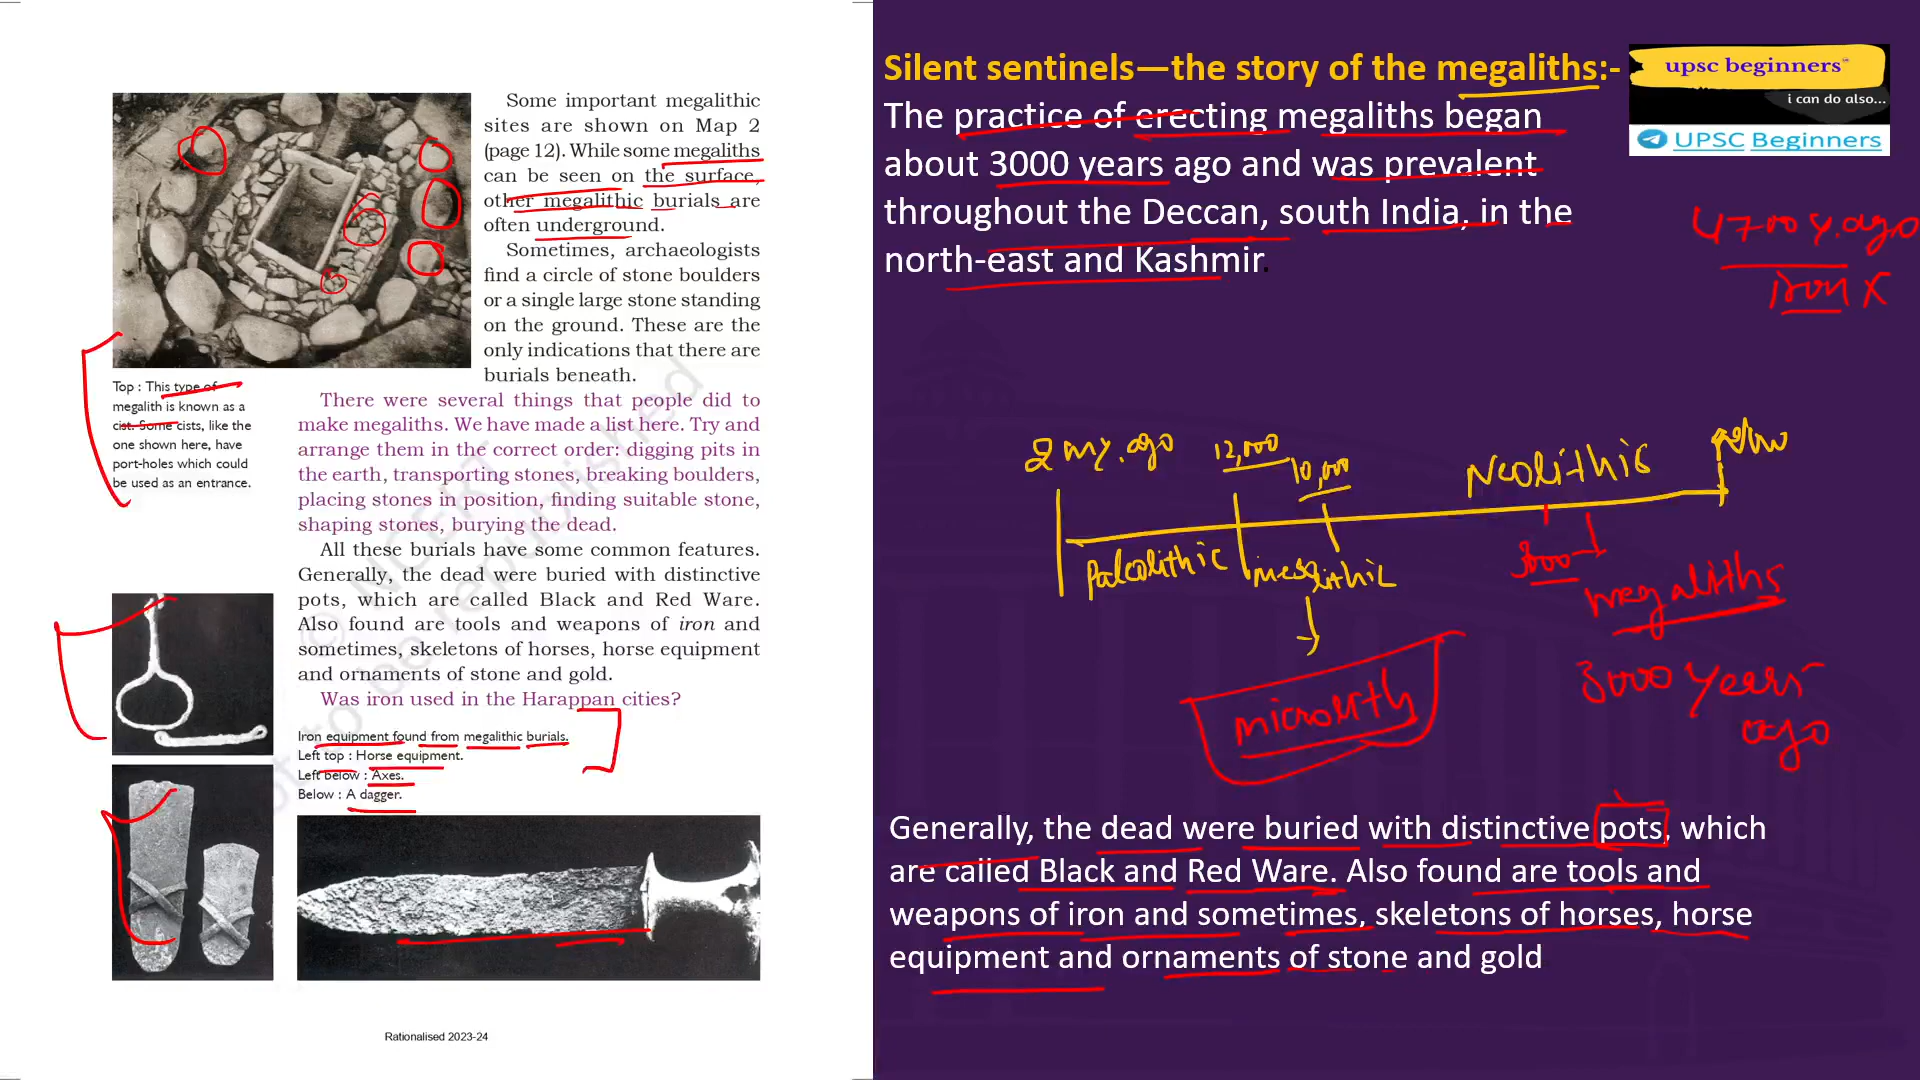 Some important megalithic
sites are shown on Map 2
(page 12). While some megaliths
can be seen on the surface,
other megalithic burials are
often underground.
Sometimes, archaeologists
find a circle of stone boulders
or a single large stone standing
on the ground. These are the
only indications that there are
burials beneath.
Top : This type of
megalith is known as a
cist. Some cists, like the
one shown here, have
port-holes which could
be used as an entrance.
There were several things that people did to
make megaliths. We have made a list here. Try and
arrange them in the correct order: digging pits in
the earth, transporting stones, breaking boulders,
placing stones in position, finding suitable stone,
shaping stones, burying the dead.
All these burials have some common features.
Generally, the dead were buried with distinctive
pots, which are called Black and Red Ware.
Also found are tools and weapons of iron and
sometimes, skeletons of horses, horse equipment
and ornaments of stone and gold.
Was iron used in the Harappan cities?
Iron equipment found from megalithic burials.
Left top : Horse equipment.
Left below : Axes.
Below : A dagger.
© NCERT
not to be republished
Rationalised 2023-24
Silent sentinels—the story of the megaliths:-
The practice of erecting megaliths began
about 3000 years ago and was prevalent
throughout the Deccan, south India, in the
north-east and Kashmir.
upsc beginners
i can do also...
UPSC Beginners
4700 y.ago
iron X
2 my. ago
12,000
10,000
Neolithic
Paleolithic
mesolithic
3000
megaliths
microlith
3000 years
ago
Generally, the dead were buried with distinctive pots, which
are called Black and Red Ware. Also found are tools and
weapons of iron and sometimes, skeletons of horses, horse
equipment and ornaments of stone and gold